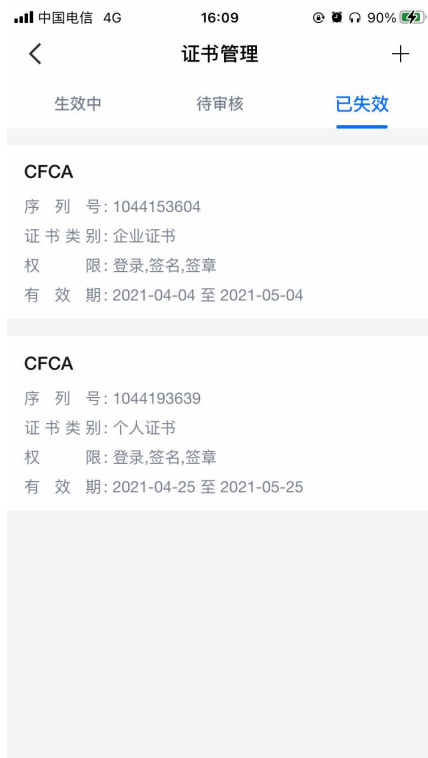 中国电信 4G 16:09 90%
证书管理
生效中 待审核 已失效
CFCA
序列号: 1044153604
证书类别: 企业证书
权限: 登录,签名,签章
有效期: 2021-04-04 至 2021-05-04
CFCA
序列号: 1044193639
证书类别: 个人证书
权限: 登录,签名,签章
有效期: 2021-04-25 至 2021-05-25